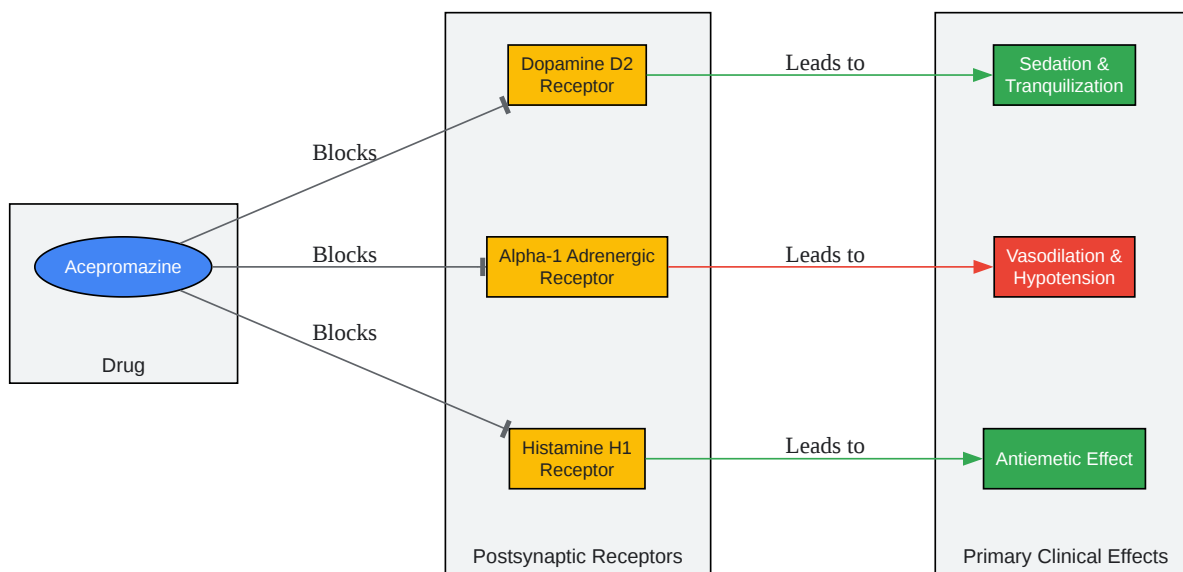 Dopamine D2
Receptor
Leads to
Sedation &
Tranquilization
Blocks
Acepromazine
Blocks
Alpha-1 Adrenergic
Receptor
Leads to
Vasodilation &
Hypotension
Blocks
Drug
Histamine H1
Receptor
Leads to
Antiemetic Effect
Postsynaptic Receptors
Primary Clinical Effects